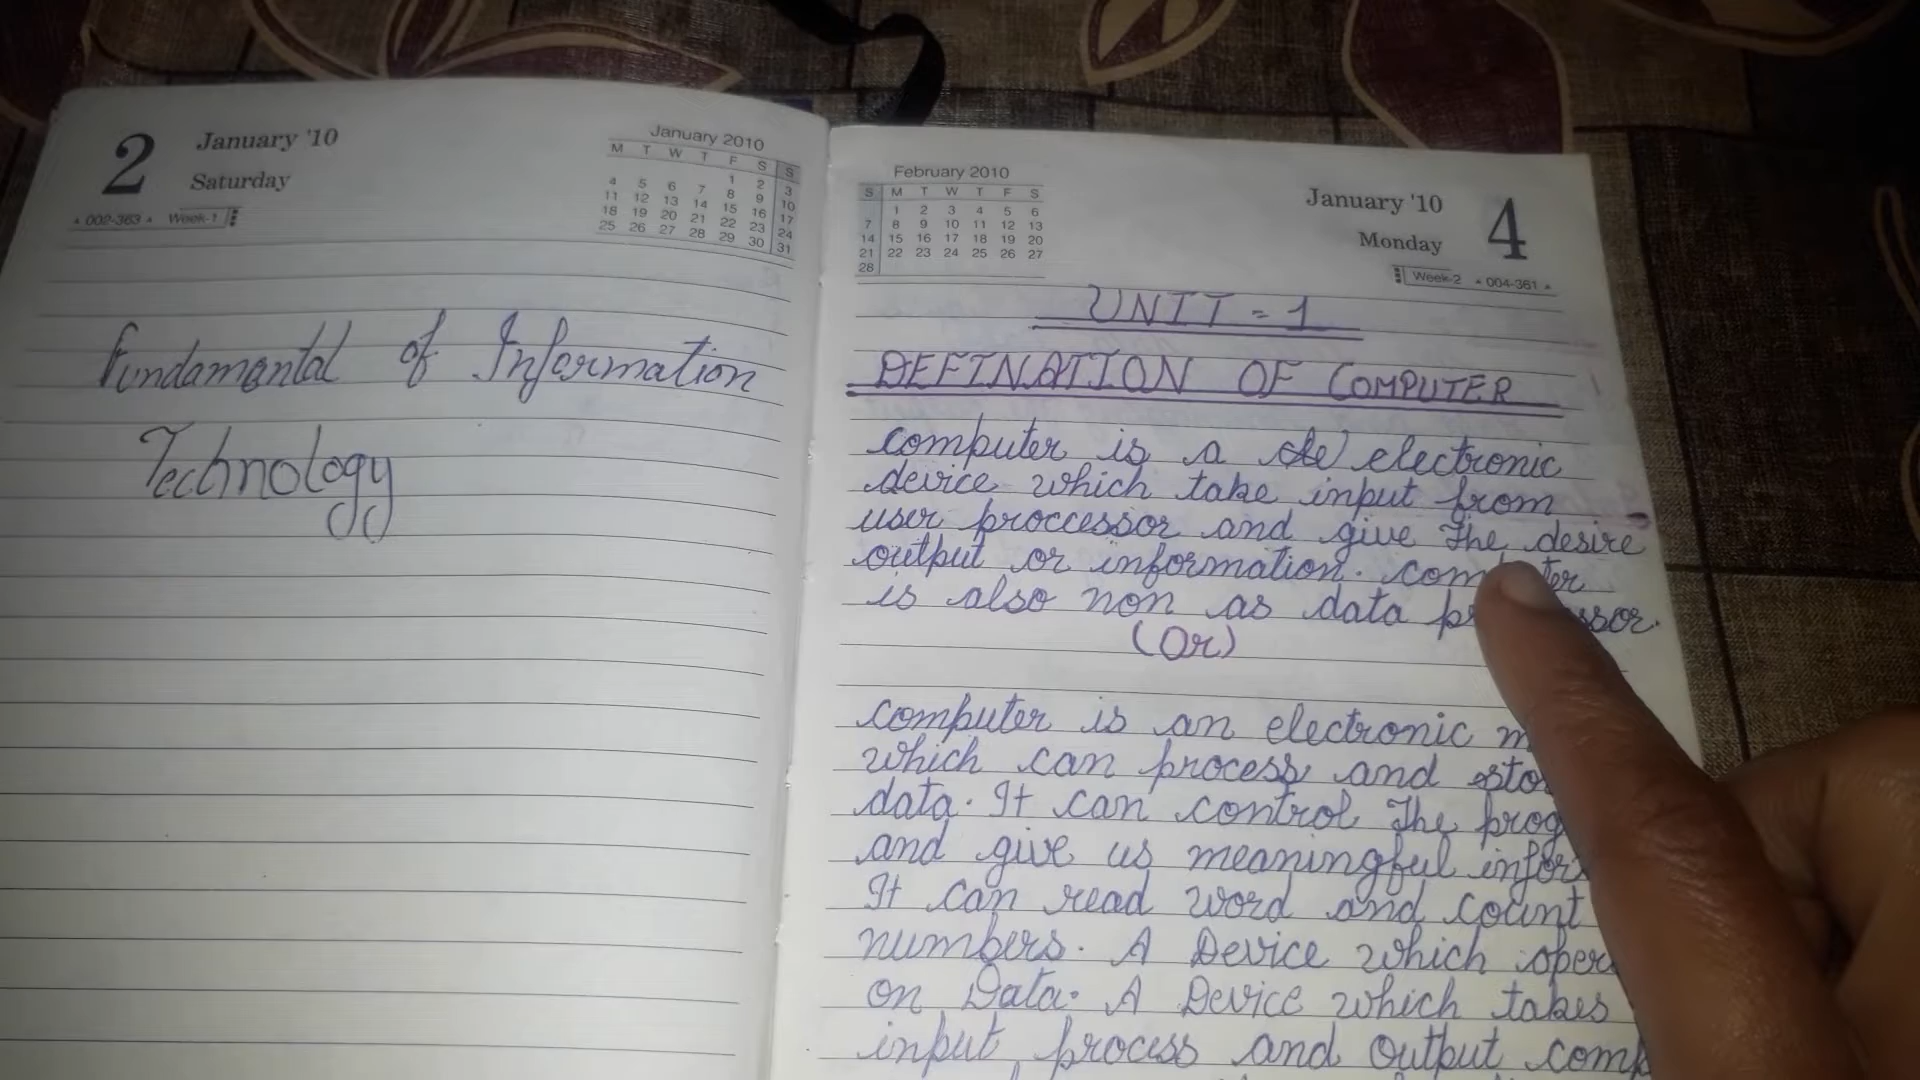 2
January '10
Saturday
002-363 Week-1
January 2010
M T W T F S S
1 2 3
4 5 6 7 8 9 10
11 12 13 14 15 16 17
18 19 20 21 22 23 24
25 26 27 28 29 30 31
Fundamental of Information
Technology
February 2010
S M T W T F S
1 2 3 4 5 6
7 8 9 10 11 12 13
14 15 16 17 18 19 20
21 22 23 24 25 26 27
28
January '10
Monday
4
Week-2 004-361
UNIT = 1
DEFINATION OF COMPUTER
computer is a electronic
device which take input from
user proccessor and give The desire
output or information. computer
is also non as data
(Or)
computer is an electronic
which can process and
data. It can control The
and give us meaningful
It can read word and count
numbers. A Device which
on Data. A Device which takes
input process and output